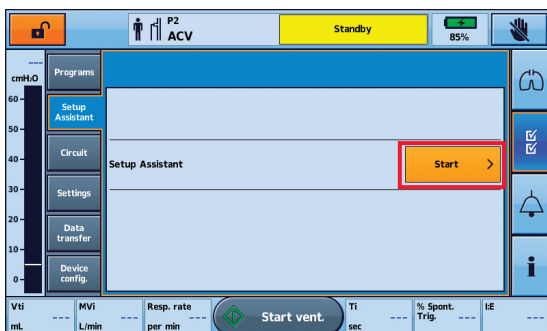 P2
ACV
Standby
85%
---
cmH2O
60
50
40
30
20
10
0
Programs
Setup
Assistant
Circuit
Settings
Data
transfer
Device
config.
Setup Assistant
Start
i
Vti
---
mL
MVi
---
L/min
Resp. rate
---
per min
Start vent.
Ti
---
sec
% Spont.
Trig.
---
I:E
---